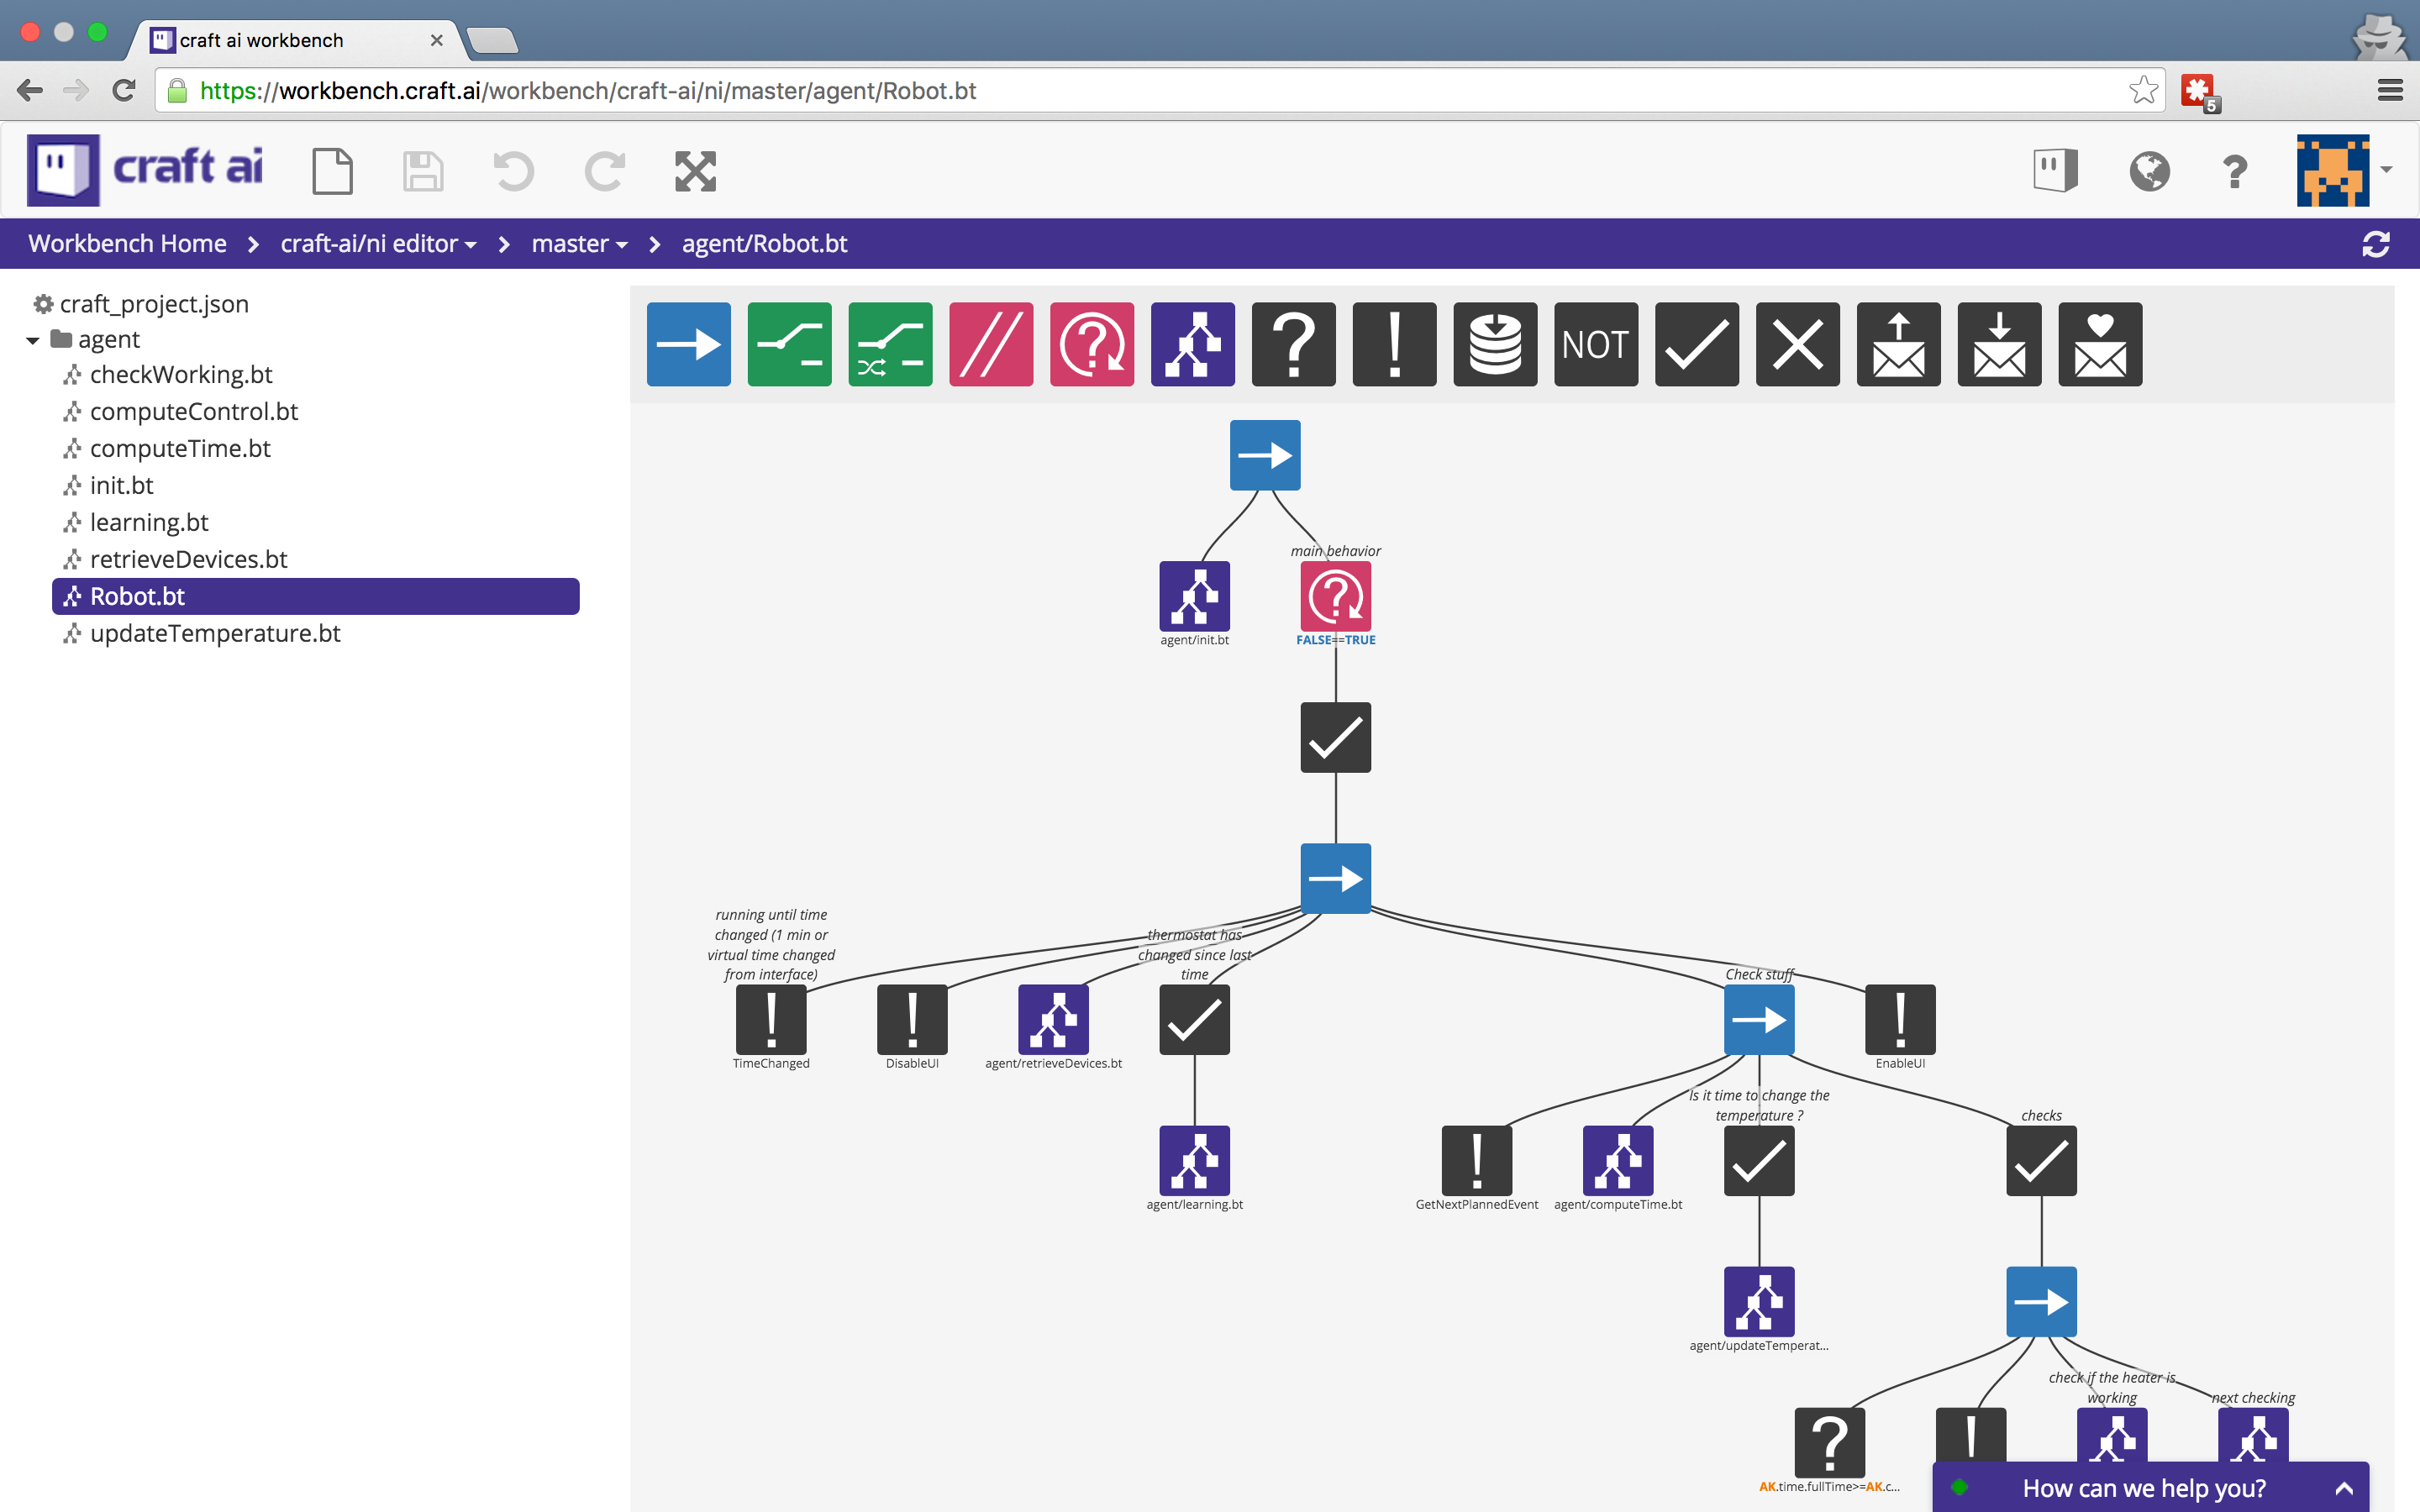 craft ai workbench
https://workbench.craft.ai/workbench/craft-ai/ni/master/agent/Robot.bt
5
craft ai
?
Workbench Home
craft-ai/ni editor
master
agent/Robot.bt
craft_project.json
agent
checkWorking.bt
computeControl.bt
computeTime.bt
init.bt
learning.bt
retrieveDevices.bt
Robot.bt
updateTemperature.bt
? ? ! NOT
main behavior
agent/init.bt
FALSE==TRUE
running until time
changed (1 min or
virtual time changed
from interface)
thermostat has
changed since last
time
Check stuff
TimeChanged
DisableUI
agent/retrieveDevices.bt
EnableUI
Is it time to change the
temperature ?
checks
agent/learning.bt
GetNextPlannedEvent
agent/computeTime.bt
agent/updateTemperat...
check if the heater is
working
next checking
AK.time.fullTime>=AK.c...
How can we help you?